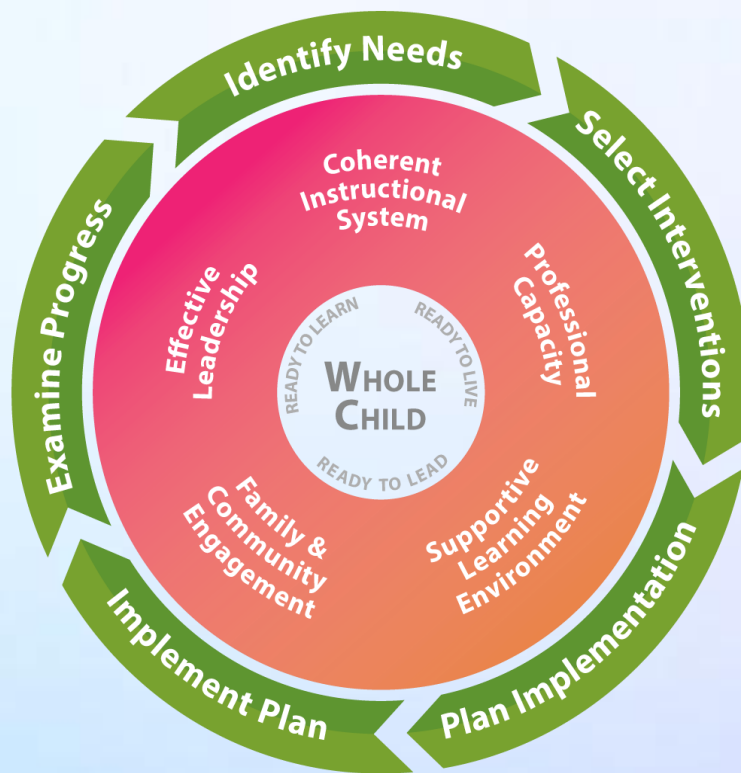 Identify Needs
Select Interventions
Plan Implementation
Implement Plan
Examine Progress
Coherent
Instructional
System
Professional
Capacity
Supportive
Learning
Environment
Family &
Community
Engagement
Effective
Leadership
READY TO LEARN
READY TO LIVE
READY TO LEAD
WHOLE
CHILD